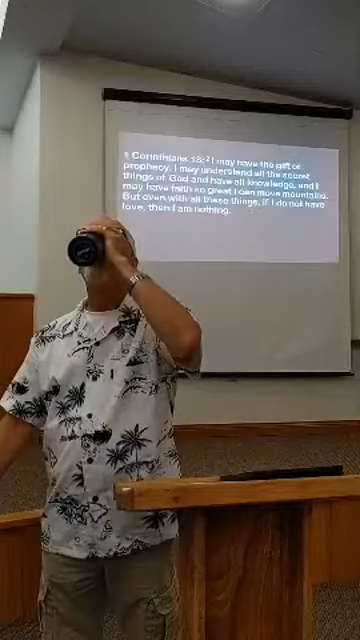 1 Corinthians 13:2 I may have the gift of
prophecy. I may understand all the secret
things of God and have all knowledge, and I
may have faith so great I can move mountains.
But even with all these things, if I do not have
love, then I am nothing.